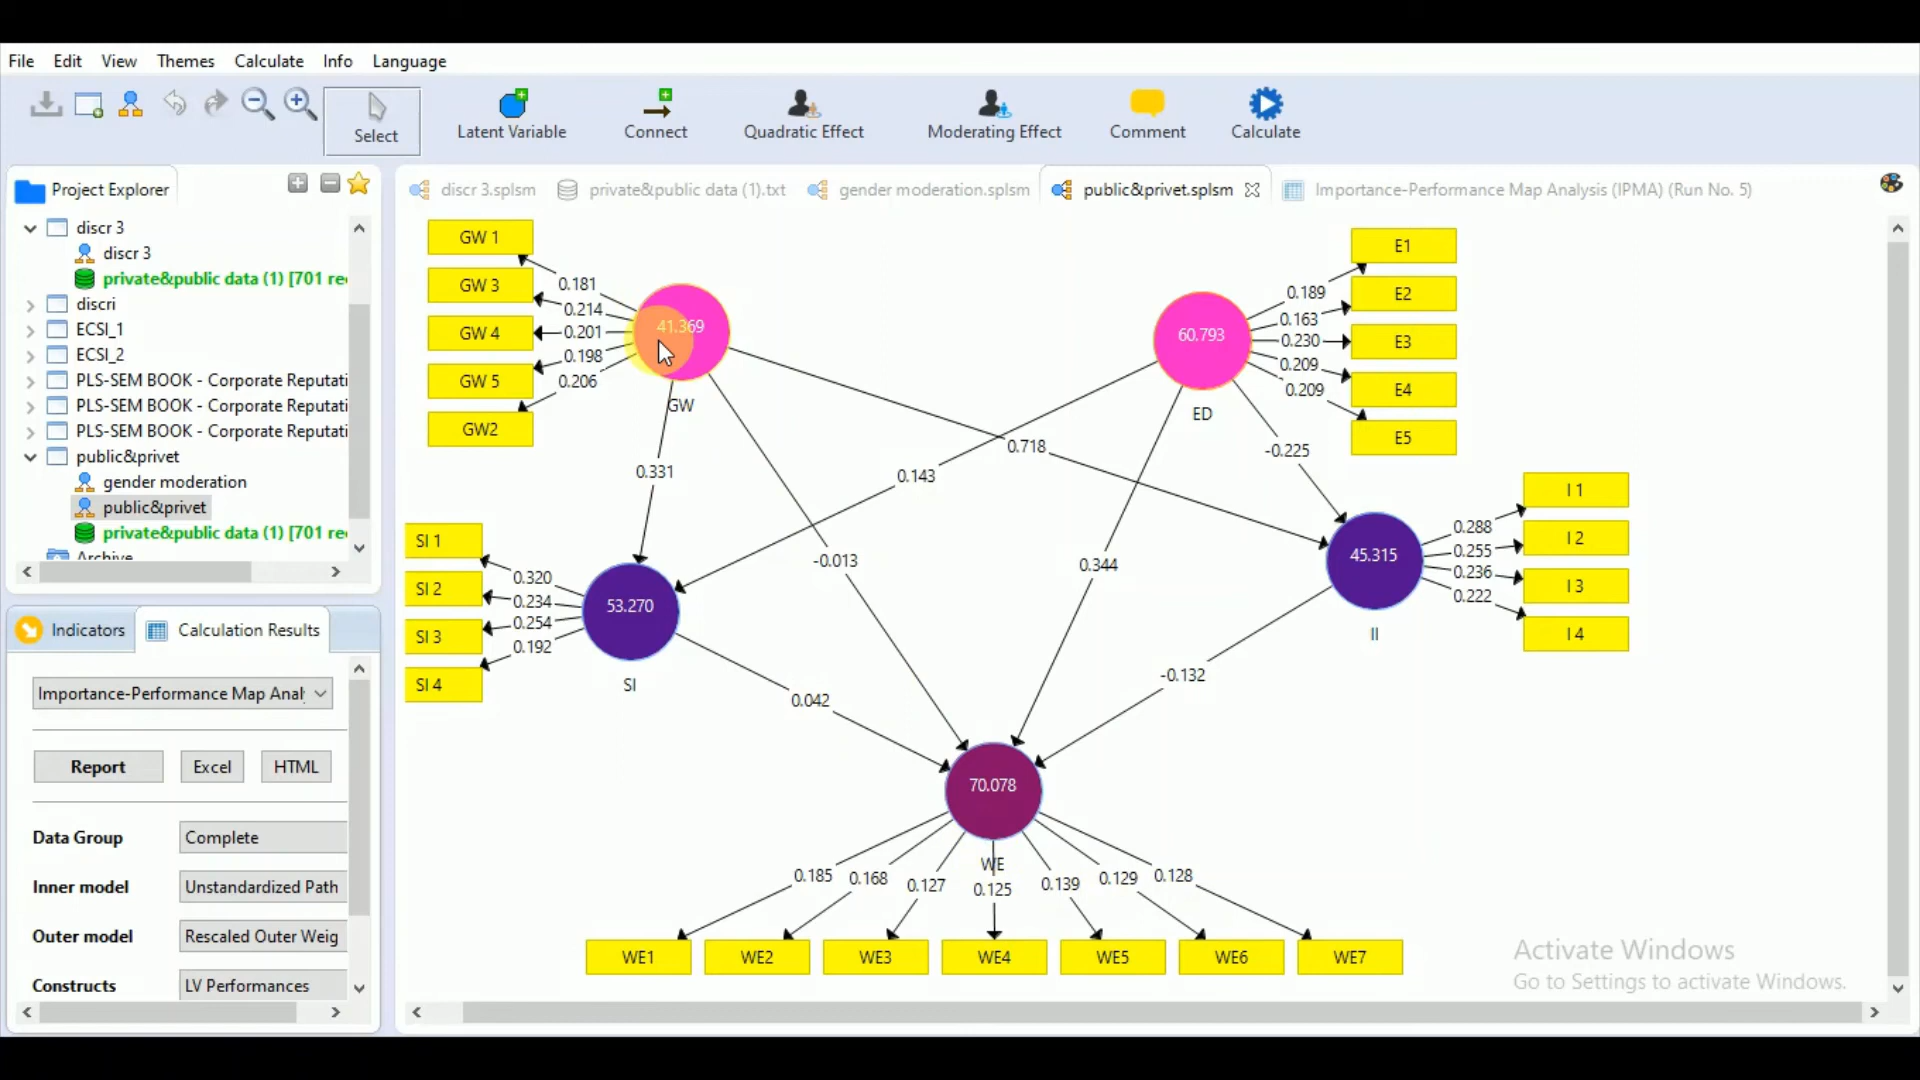 File Edit View Themes Calculate Info Language
Select
Latent Variable
Connect
Quadratic Effect
Moderating Effect
Comment
Calculate
Project Explorer
discr 3
discr 3
private&public data (1) [701 re
discri
ECSI_1
ECSI_2
PLS-SEM BOOK - Corporate Reputati
PLS-SEM BOOK - Corporate Reputati
PLS-SEM BOOK - Corporate Reputati
public&privet
gender moderation
public&privet
private&public data (1) [701 re
Archive
Indicators
Calculation Results
Importance-Performance Map Anal
Report
Excel
HTML
Data Group
Complete
Inner model
Unstandardized Path
Outer model
Rescaled Outer Weig
Constructs
LV Performances
discr 3.splsm
private&public data (1).txt
gender moderation.splsm
public&privet.splsm
Importance-Performance Map Analysis (IPMA) (Run No. 5)
GW 1
GW 3
GW 4
GW 5
GW2
0.181
0.214
0.201
0.198
0.206
41.369
GW
60.793
ED
0.189
0.163
0.230
0.209
0.209
E1
E2
E3
E4
E5
0.331
0.143
0.718
-0.225
-0.013
0.344
SI 1
SI 2
SI 3
SI 4
0.320
0.234
0.254
0.192
53.270
SI
45.315
II
0.288
0.255
0.236
0.222
I 1
I 2
I 3
I 4
0.042
-0.132
70.078
WE
0.185
0.168
0.127
0.125
0.139
0.129
0.128
WE1
WE2
WE3
WE4
WE5
WE6
WE7
Activate Windows
Go to Settings to activate Windows.